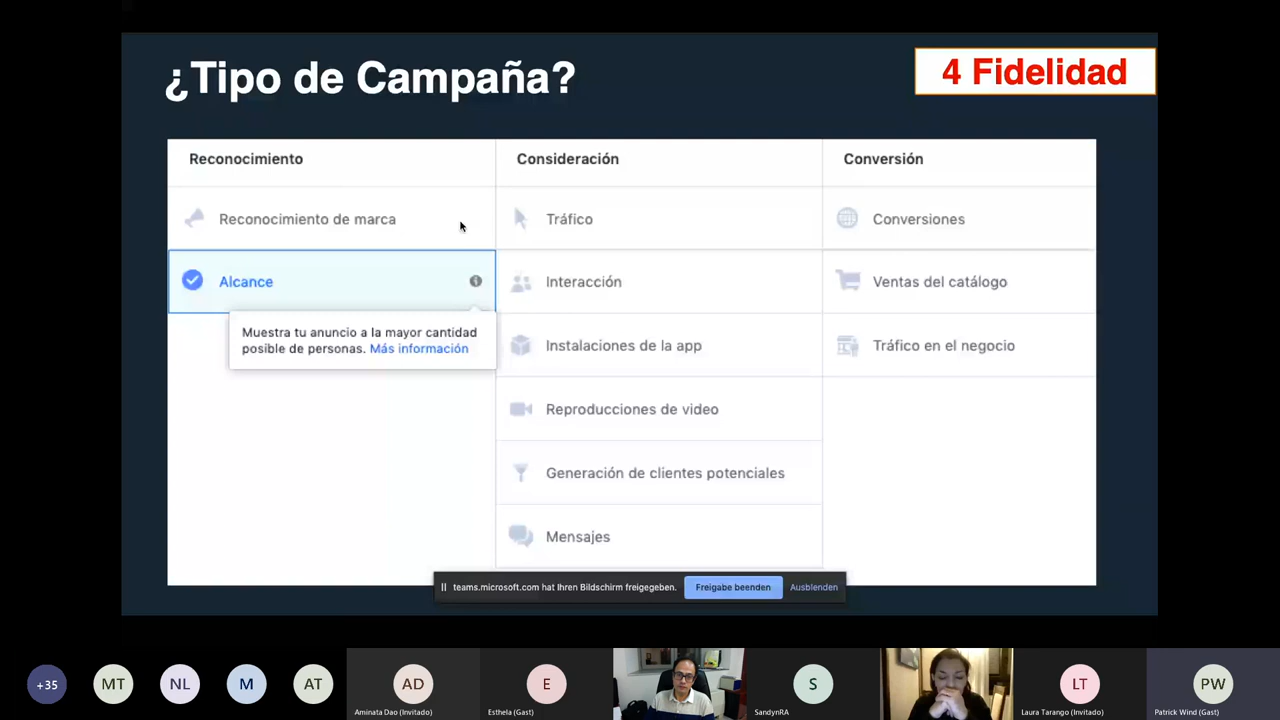 ¿Tipo de Campaña?
4 Fidelidad
Reconocimiento
Consideración
Conversión
Reconocimiento de marca
Tráfico
Conversiones
Alcance
Interacción
Ventas del catálogo
Muestra tu anuncio a la mayor cantidad
posible de personas. Más información
Instalaciones de la app
Tráfico en el negocio
Reproducciones de video
Generación de clientes potenciales
Mensajes
teams.microsoft.com hat Ihren Bildschirm freigegeben.
Freigabe beenden
Ausblenden
+35
MT
NL
M
AT
AD
E
S
LT
PW
Aminata Dao (Invitado)
Esthela (Gast)
SandynRA
Laura Tarango (Invitado)
Patrick Wind (Gast)